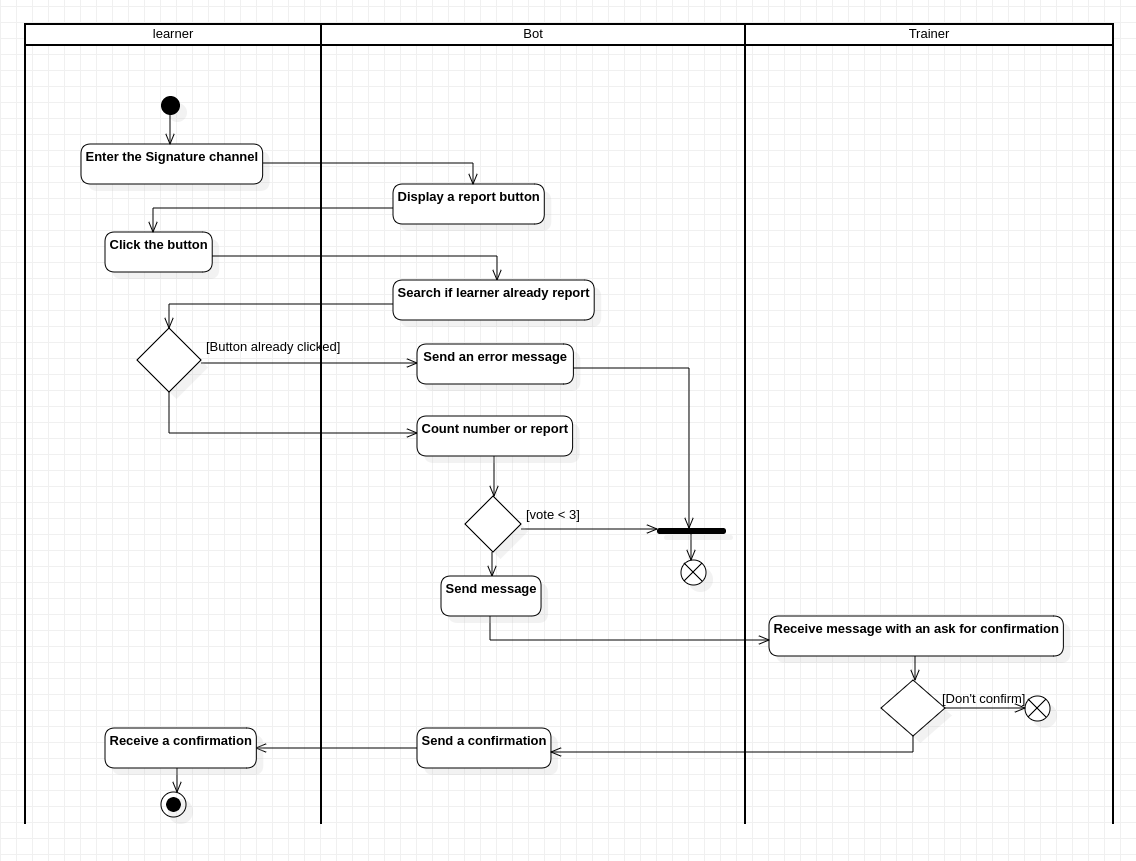 learner
Bot
Trainer
Enter the Signature channel
Display a report button
Click the button
Search if learner already report
[Button already clicked]
Send an error message
Count number or report
[vote < 3]
Send message
Receive message with an ask for confirmation
[Don't confirm]
Receive a confirmation
Send a confirmation